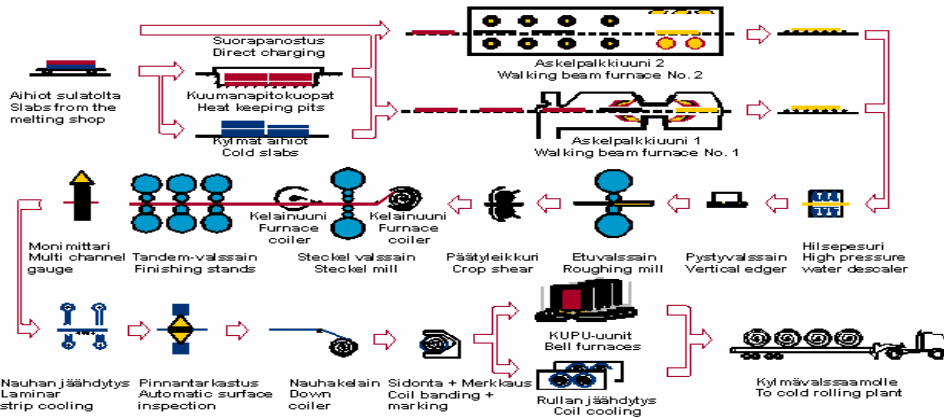 Suorapanostus
Direct charging
Aihiot sulatolta
Slabs from the
melting shop
Kuumanapitokuopat
Heat keeping pits
Kylmät aihiot
Cold slabs
Askelpalkkiuuni 2
Walking beam furnace No. 2
Askelpalkkiuuni 1
Walking beam furnace No. 1
Monimittari
Multi channel
gauge
Tandem-valssain
Finishing stands
Kelainuuni
Furnace
coiler
Steckel valssain
Steckel mill
Kelainuuni
Furnace
coiler
Päätyleikkuri
Crop shear
Etuvalssain
Roughing mill
Pystyvalssain
Vertical edger
Hilsepesuri
High pressure
water descaler
Nauhan jäähdytys
Laminar
strip cooling
Pinnantarkastus
Automatic surface
inspection
Nauhakelain
Down
coiler
Sidonta + Merkkaus
Coil banding +
marking
KUPU-uunit
Bell furnaces
Rullan jäähdytys
Coil cooling
Kylmävalssaamolle
To cold rolling plant